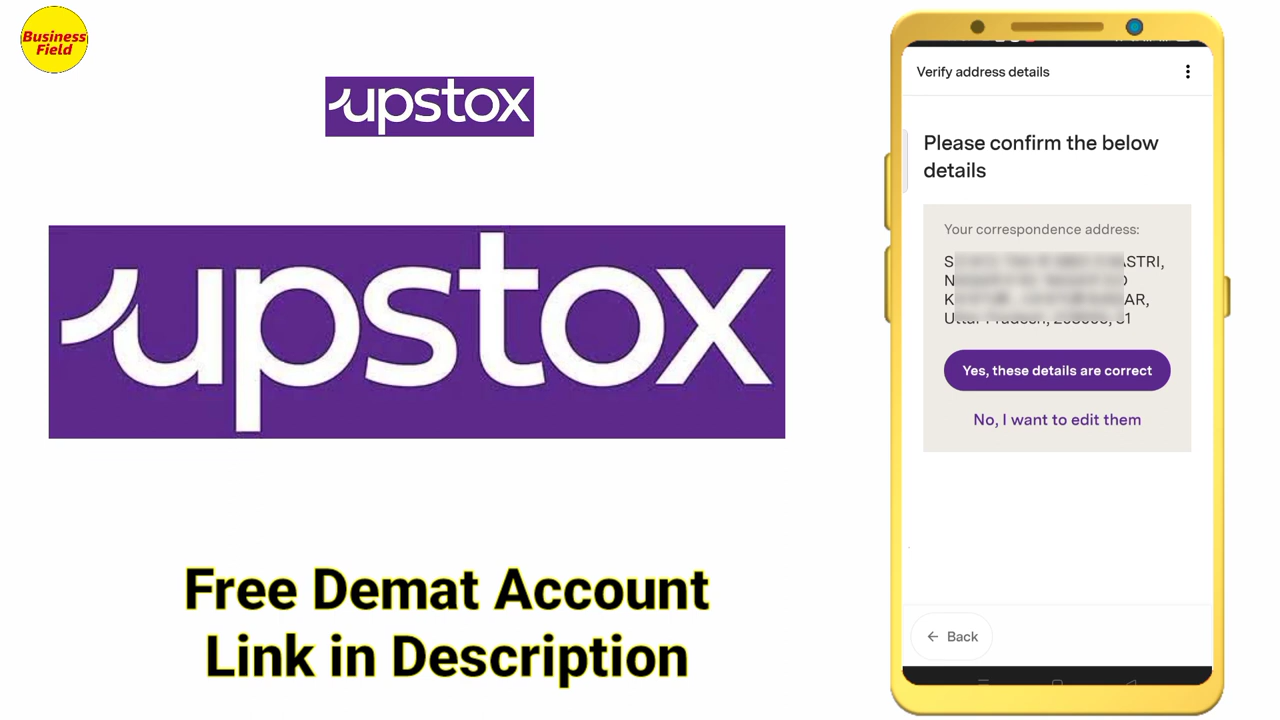 Business
Field
upstox
upstox
Free Demat Account
Link in Description
Verify address details
Please confirm the below
details
Your correspondence address:
Yes, these details are correct
No, I want to edit them
Back